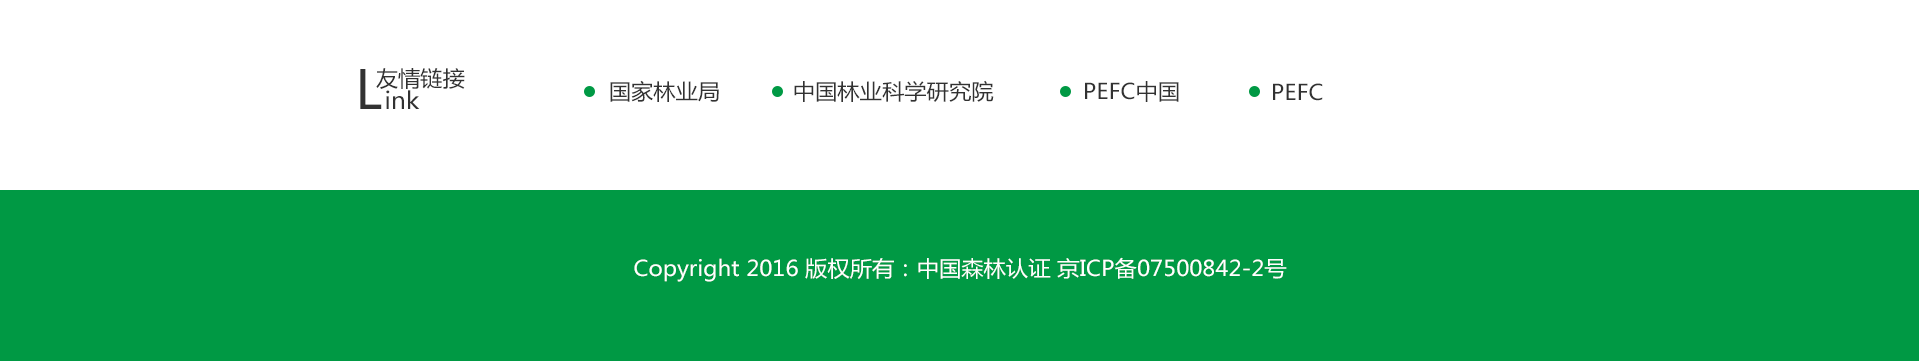 友情链接
Link
国家林业局
中国林业科学研究院
PEFC中国
PEFC
Copyright 2016 版权所有：中国森林认证 京ICP备07500842-2号